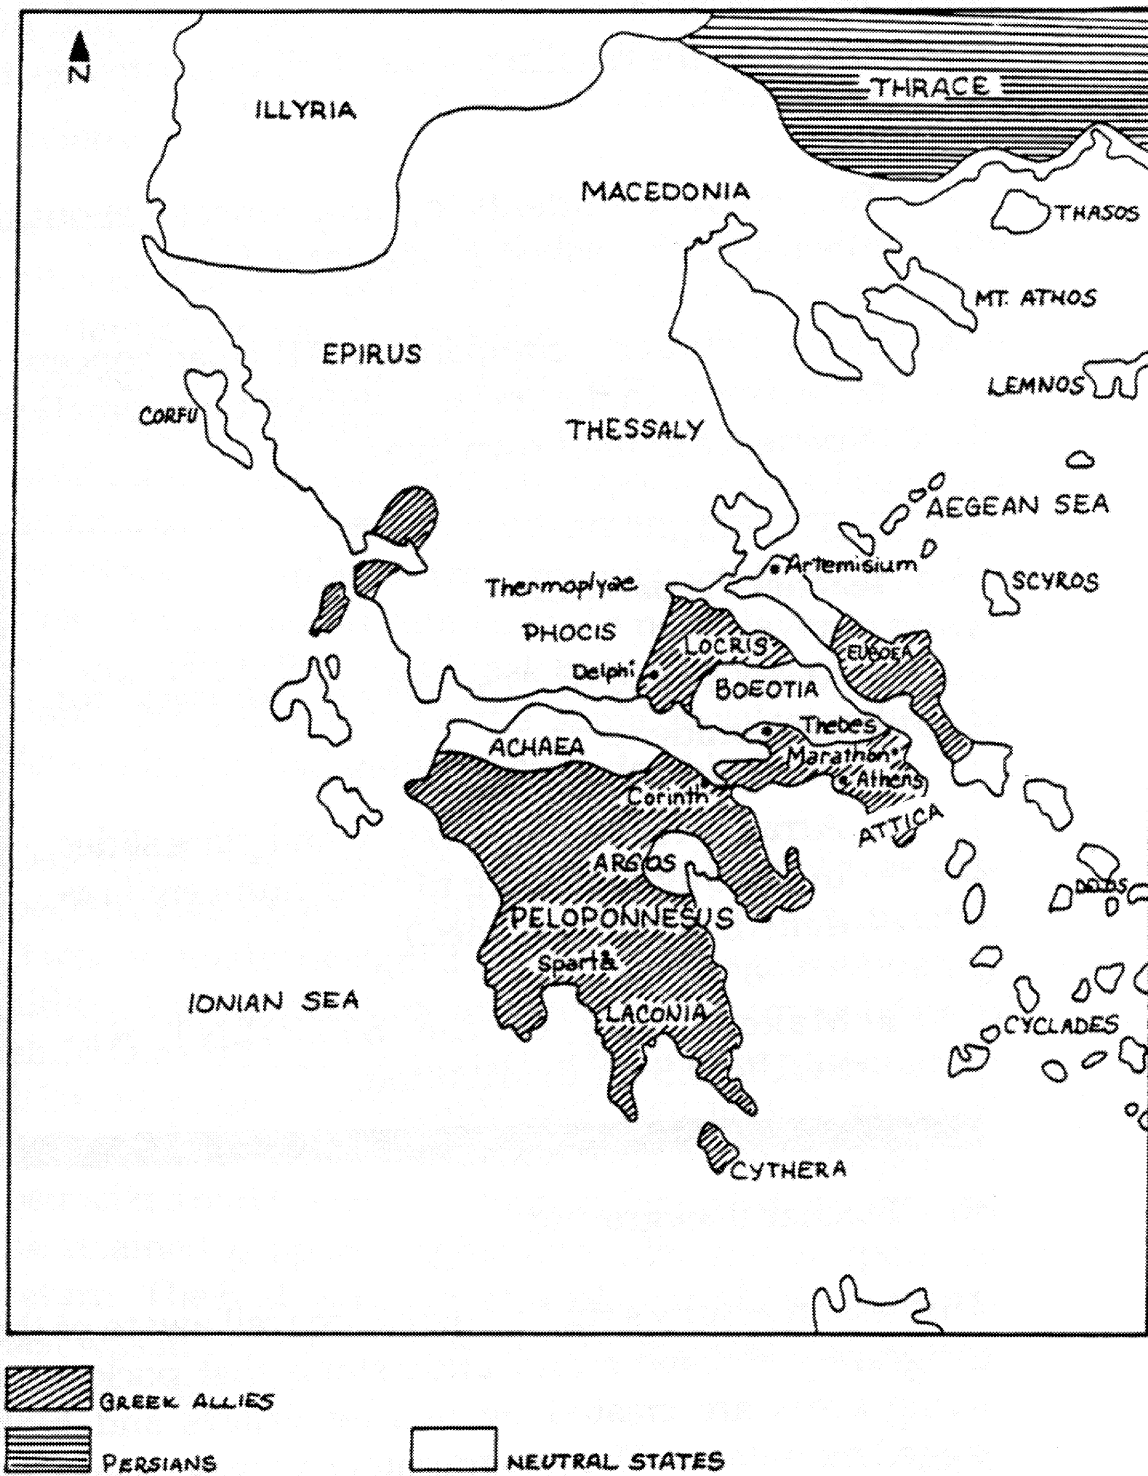 N
ILLYRIA
THRACE
MACEDONIA
THASOS
MT. ATHOS
EPIRUS
LEMNOS
CORFU
THESSALY
AEGEAN SEA
Artemisium
Thermoplyae
SCYROS
PHOCIS
LOCRIS
EUBOEA
Delphi
BOEOTIA
Thebes
ACHAEA
Marathon
Athens
Corinth
ATTICA
ARGOS
DELOS
PELOPONNESUS
Sparta
IONIAN SEA
LACONIA
CYCLADES
CYTHERA
GREEK ALLIES
PERSIANS
NEUTRAL STATES